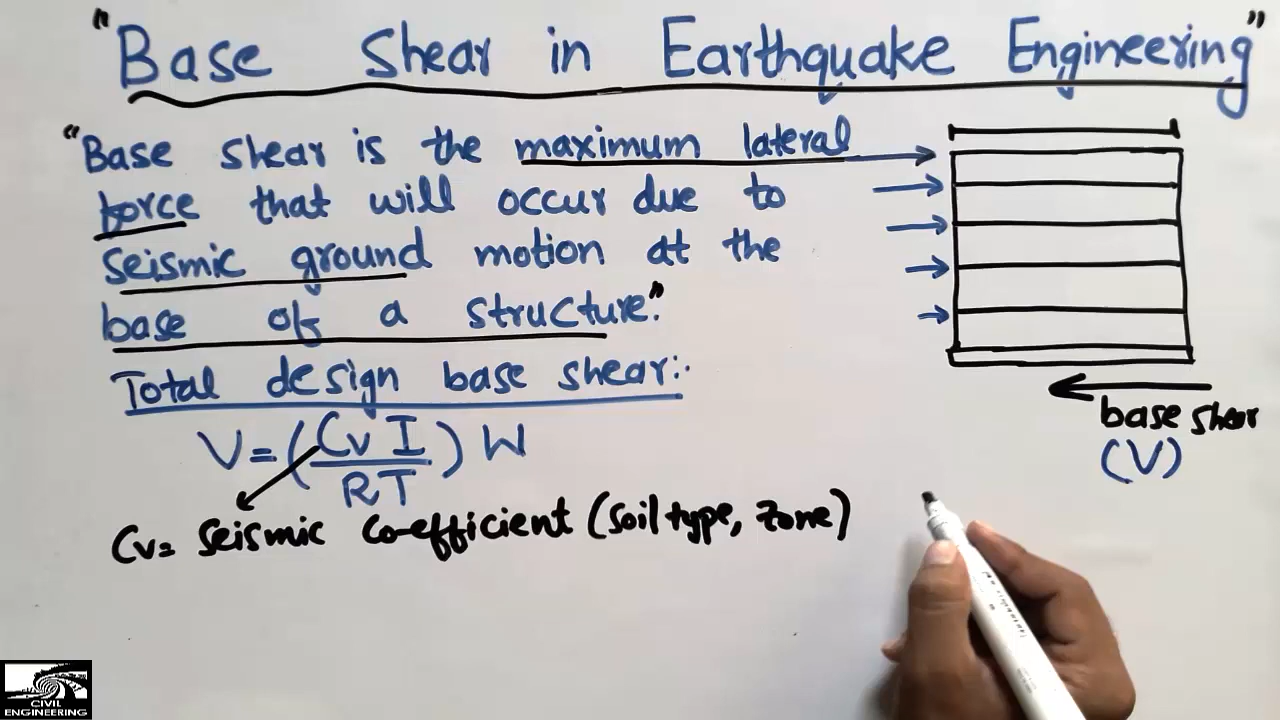 "Base Shear in Earthquake Engineering"
"Base shear is the maximum lateral
force that will occur due to
seismic ground motion at the
base of a structure."
Total design base shear:
V = (Cv I / RT) W
Cv = Seismic Co-efficient (Soil type, Zone)
base shear
(V)
CIVIL
ENGINEERING